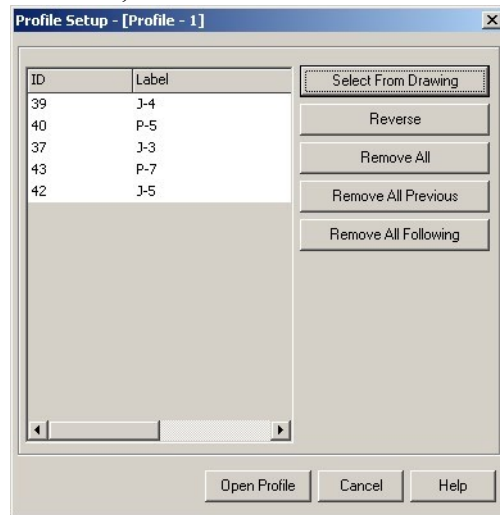 Profile Setup - [Profile - 1]
ID Label
39 J-4
40 P-5
37 J-3
43 P-7
42 J-5
Select From Drawing
Reverse
Remove All
Remove All Previous
Remove All Following
Open Profile Cancel Help